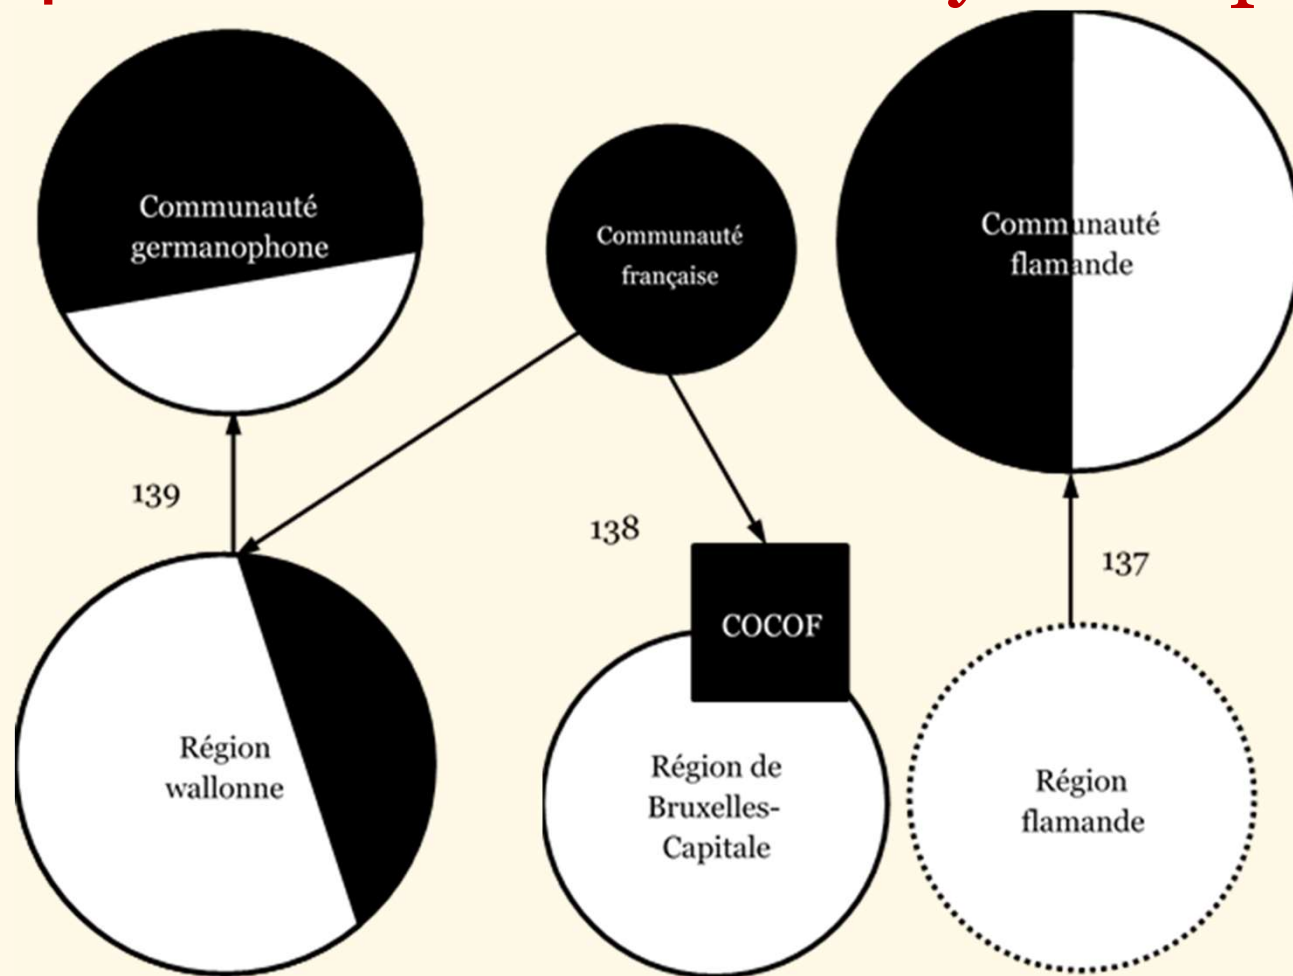 Communauté
germanophone
Communauté
française
Communauté
flamande
139
138
137
COCOF
Région
wallonne
Région de
Bruxelles-
Capitale
Région
flamande